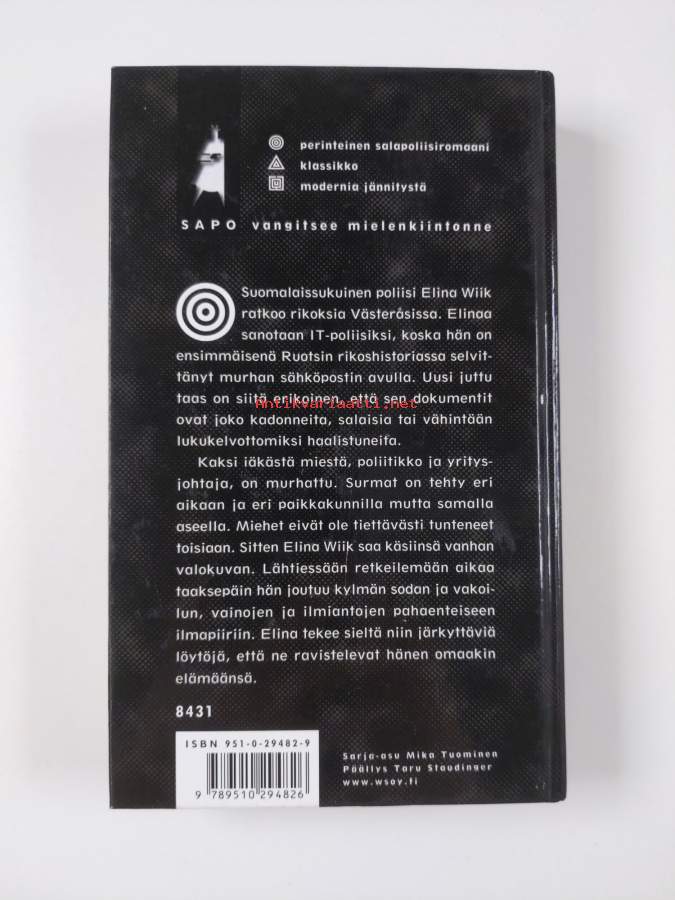 perinteinen salapoliisiromaani
klassikko
modernia jännitystä
SAPO vangitsee mielenkiintonne
Suomalaissukuinen poliisi Elina Wiik
ratkoo rikoksia Västeråsissa. Elinaa
sanotaan IT-poliisiksi, koska hän on
ensimmäisenä Ruotsin rikoshistoriassa selvit-
tänyt murhan sähköpostin avulla. Uusi juttu
taas on siitä erikoinen, että sen dokumentit
Antikvariaatti.net
ovat joko kadonneita, salaisia tai vähintään
lukukelvottomiksi haalistuneita.
Kaksi iäkästä miestä, poliitikko ja yritys-
johtaja, on murhattu. Surmat on tehty eri
aikaan ja eri paikkakunnilla mutta samalla
aseella. Miehet eivät ole tiettävästi tunteneet
toisiaan. Sitten Elina Wiik saa käsiinsä vanhan
valokuvan. Lähtiessään retkeilemään aikaa
taaksepäin hän joutuu kylmän sodan ja vakoi-
lun, vainojen ja ilmiantojen pahaenteiseen
ilmapiiriin. Elina tekee sieltä niin järkyttäviä
löytöjä, että ne ravistelevat hänen omaakin
elämäänsä.
8431
ISBN 951-0-29482-9
9 789510 294826
Sarja-asu Mika Tuominen
Päällys Taru Staudinger
www.wsoy.fi